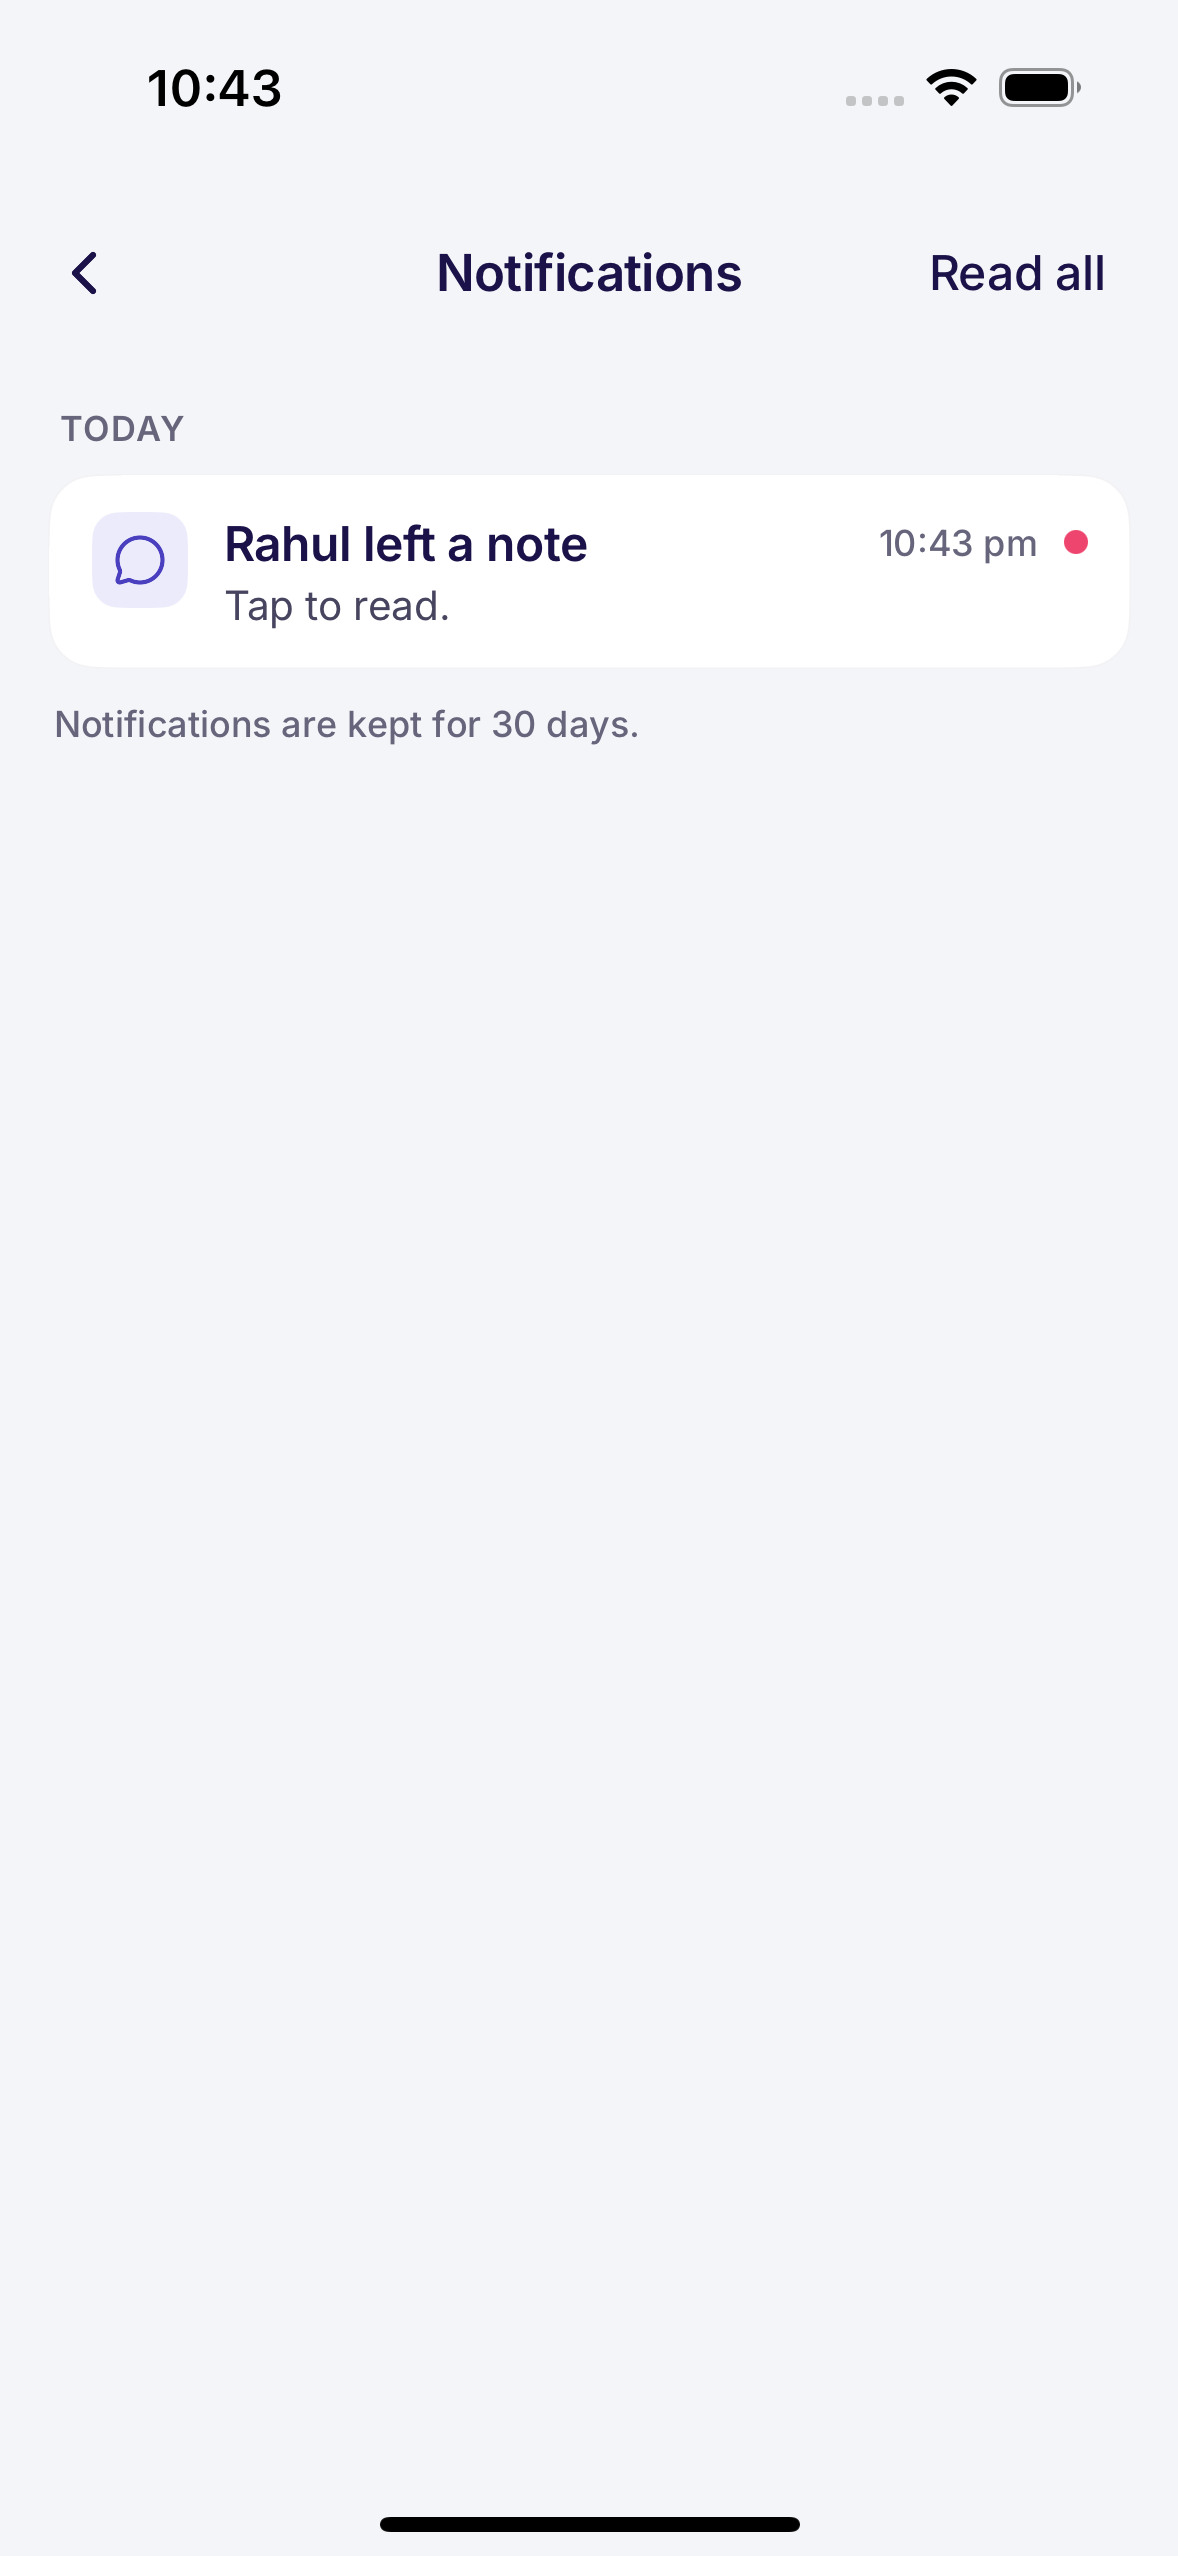 10:43
Notifications
Read all
TODAY
Rahul left a note
10:43 pm
Tap to read.
Notifications are kept for 30 days.